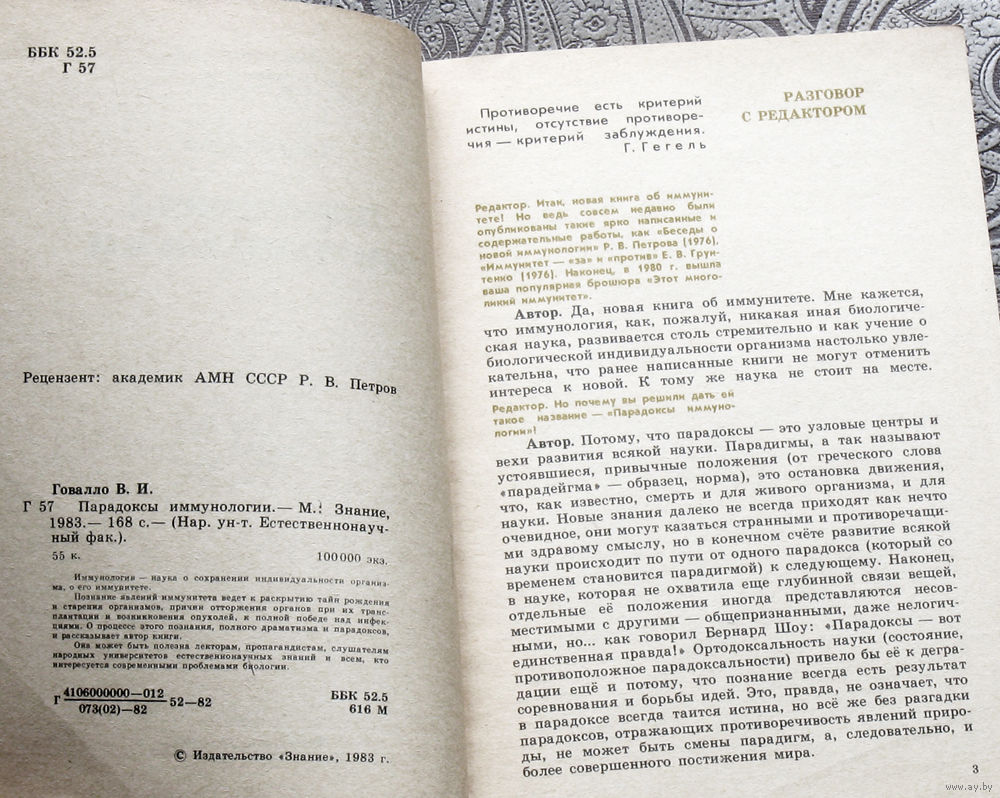 ББК 52.5
Г 57
Рецензент: академик АМН СССР Р. В. Петров
Говалло В. И.
Г 57 Парадоксы иммунологии.— М.: Знание,
1983.— 168 с.— (Нар. ун-т. Естественнонауч-
ный фак.).
55 к. 100 000 экз.
Иммунология — наука о сохранении индивидуальности организ-
ма, о его иммунитете.
Познание явлений иммунитета ведет к раскрытию тайн рождения
и старения организмов, причин отторжения органов при их транс-
плантации и возникновения опухолей, к полной победе над инфек-
циями. О процессе этого познания, полного драматизма и парадоксов,
и рассказывает автор книги.
Она может быть полезна лекторам, пропагандистам, слушателям
народных университетов естественнонаучных знаний и всем, кто
интересуется современными проблемами биологии.
Г 4106000000—012 52—82 ББК 52.5
073(02)—82 616 М
© Издательство «Знание», 1983 г.
РАЗГОВОР
С РЕДАКТОРОМ
Противоречие есть критерий
истины, отсутствие противоре-
чия — критерий заблуждения.
Г. Гегель
Редактор. Итак, новая книга об иммуни-
тете! Но ведь совсем недавно были
опубликованы такие ярко написанные и
содержательные работы, как «Беседы о
новой иммунологии» Р. В. Петрова (1976),
«Иммунитет — «за» и «против» Е. В. Грун-
тенко (1976). Наконец, в 1980 г. вышла
ваша популярная брошюра «Этот много-
ликий иммунитет».
Автор. Да, новая книга об иммунитете. Мне кажется,
что иммунология, как, пожалуй, никакая иная биологиче-
ская наука, развивается столь стремительно и как учение о
биологической индивидуальности организма настолько увле-
кательна, что ранее написанные книги не могут отменить
интереса к новой. К тому же наука не стоит на месте.
Редактор. Но почему вы решили дать ей
такое название — «Парадоксы иммуно-
логии»!
Автор. Потому, что парадоксы — это узловые центры и
вехи развития всякой науки. Парадигмы, а так называют
устоявшиеся, привычные положения (от греческого слова
«парадейгма» — образец, норма), это остановка движения,
что, как известно, смерть и для живого организма, и для
науки. Новые знания далеко не всегда приходят как нечто
очевидное, они могут казаться странными и противоречащи-
ми здравому смыслу, но в конечном счёте развитие всякой
науки происходит по пути от одного парадокса (который со
временем становится парадигмой) к следующему. Наконец,
в науке, которая не охватила еще глубинной связи вещей,
отдельные её положения иногда представляются несов-
местимыми с другими — общепризнанными, даже нелогич-
ными, но... как говорил Бернард Шоу: «Парадоксы — вот
единственная правда!» Ортодоксальность науки (состояние,
противоположное парадоксальности) привело бы её к дегра-
дации ещё и потому, что познание всегда есть результат
соревнования и борьбы идей. Это, правда, не означает, что
в парадоксе всегда таится истина, но всё же без разгадки
парадоксов, отражающих противоречивость явлений приро-
ды, не может быть смены парадигм, а, следовательно, и
более совершенного постижения мира.
3
www.ay.by